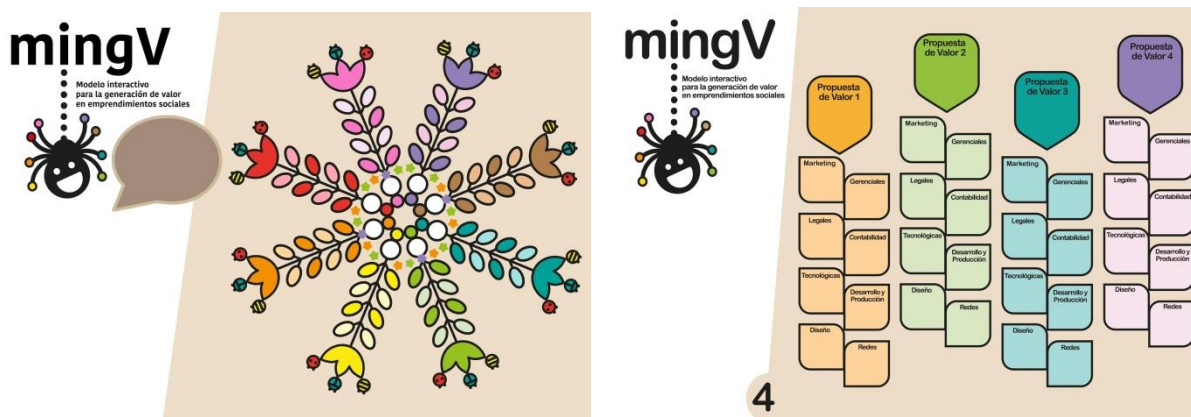 mingV
Modelo interactivo
para la generación de valor
en emprendimientos sociales
mingV
Modelo interactivo
para la generación de valor
en emprendimientos sociales
Propuesta
de Valor 1
Marketing
Gerenciales
Legales
Contabilidad
Tecnológicas
Desarrollo y
Producción
Diseño
Redes
Propuesta
de Valor 2
Marketing
Gerenciales
Legales
Contabilidad
Tecnológicas
Desarrollo y
Producción
Diseño
Redes
Propuesta
de Valor 3
Marketing
Gerenciales
Legales
Contabilidad
Tecnológicas
Desarrollo y
Producción
Diseño
Redes
Propuesta
de Valor 4
Marketing
Gerenciales
Legales
Contabilidad
Tecnológicas
Desarrollo y
Producción
Diseño
Redes
4